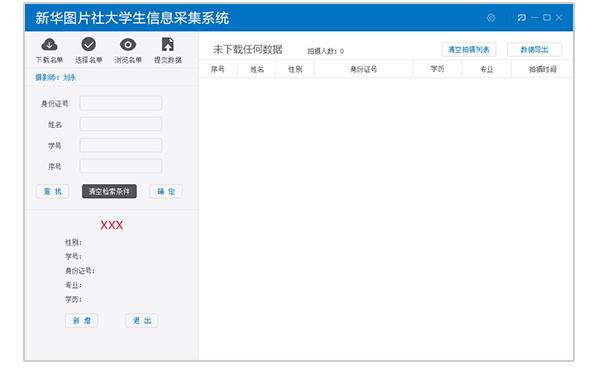 新华图片社大学生信息采集系统
下载名单 选择名单 浏览名单 提交数据
摄影师：刘永
身份证号
姓名
学号
序号
查 找 清空检索条件 确 定
XXX
性别：
学号：
身份证号：
专业：
学历：
新 增 退 出
未下载任何数据 拍摄人数：0 清空拍摄列表 数据导出
序号 姓名 性别 身份证号 学历 专业 拍摄时间